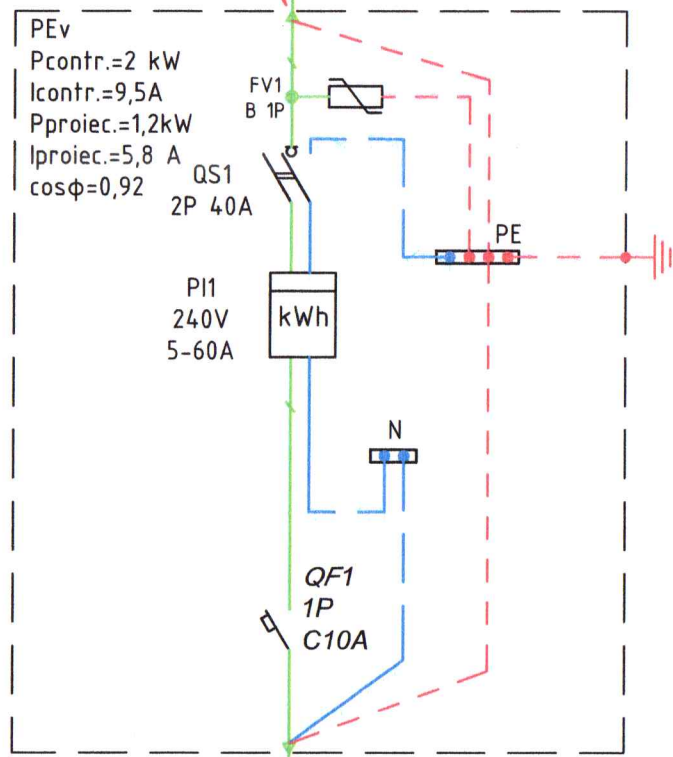 PEv
Pcontr.=2 kW
Icontr.=9,5A
Pproiec.=1,2kW
Iproiec.=5,8 A
cosϕ=0,92
FV1
B 1P
QS1
2P 40A
PE
PI1
240V
5-60A
kWh
N
QF1
1P
C10A